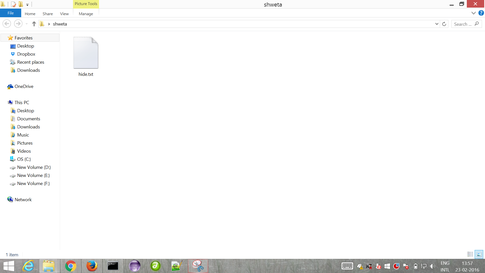 Picture Tools
shweta
File Home Share View Manage
shweta
Search...
hide.txt
Favorites
Desktop
Dropbox
Recent places
Downloads
OneDrive
This PC
Desktop
Documents
Downloads
Music
Pictures
Videos
OS (C:)
New Volume (D:)
New Volume (E:)
New Volume (F:)
Network
1 item
ENG 13:57
INTL 23-02-2016